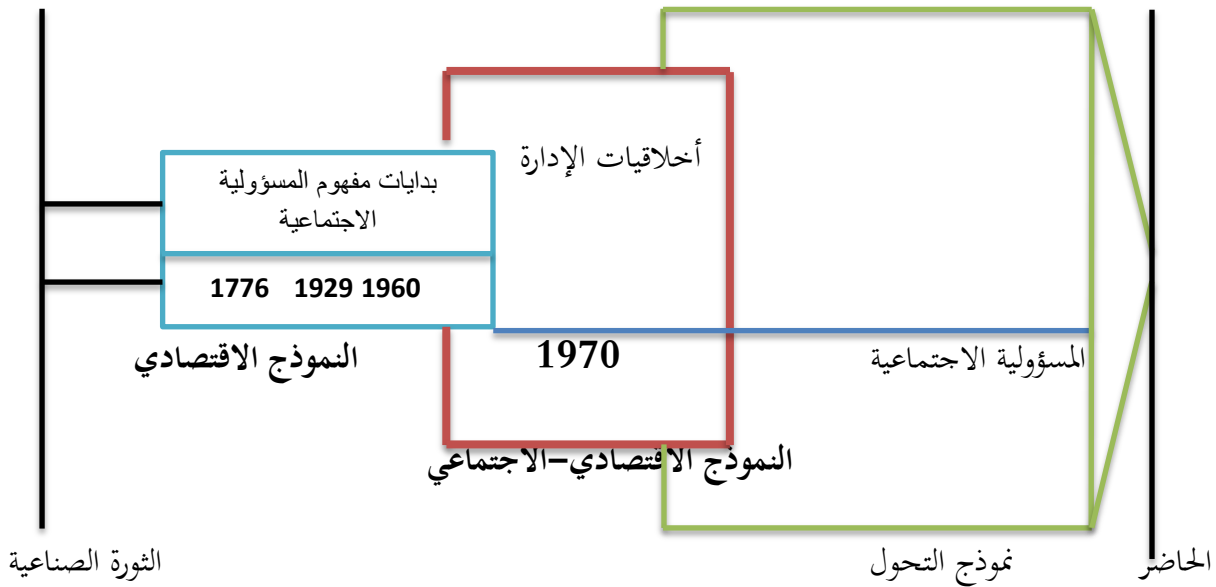 أخلاقيات الإدارة
بدايات مفهوم المسؤولية
الاجتماعية
1776 1929 1960
النموذج الاقتصادي
1970
المسؤولية الاجتماعية
النموذج الاقتصادي–الاجتماعي
الثورة الصناعية
نموذج التحول
الحاضر